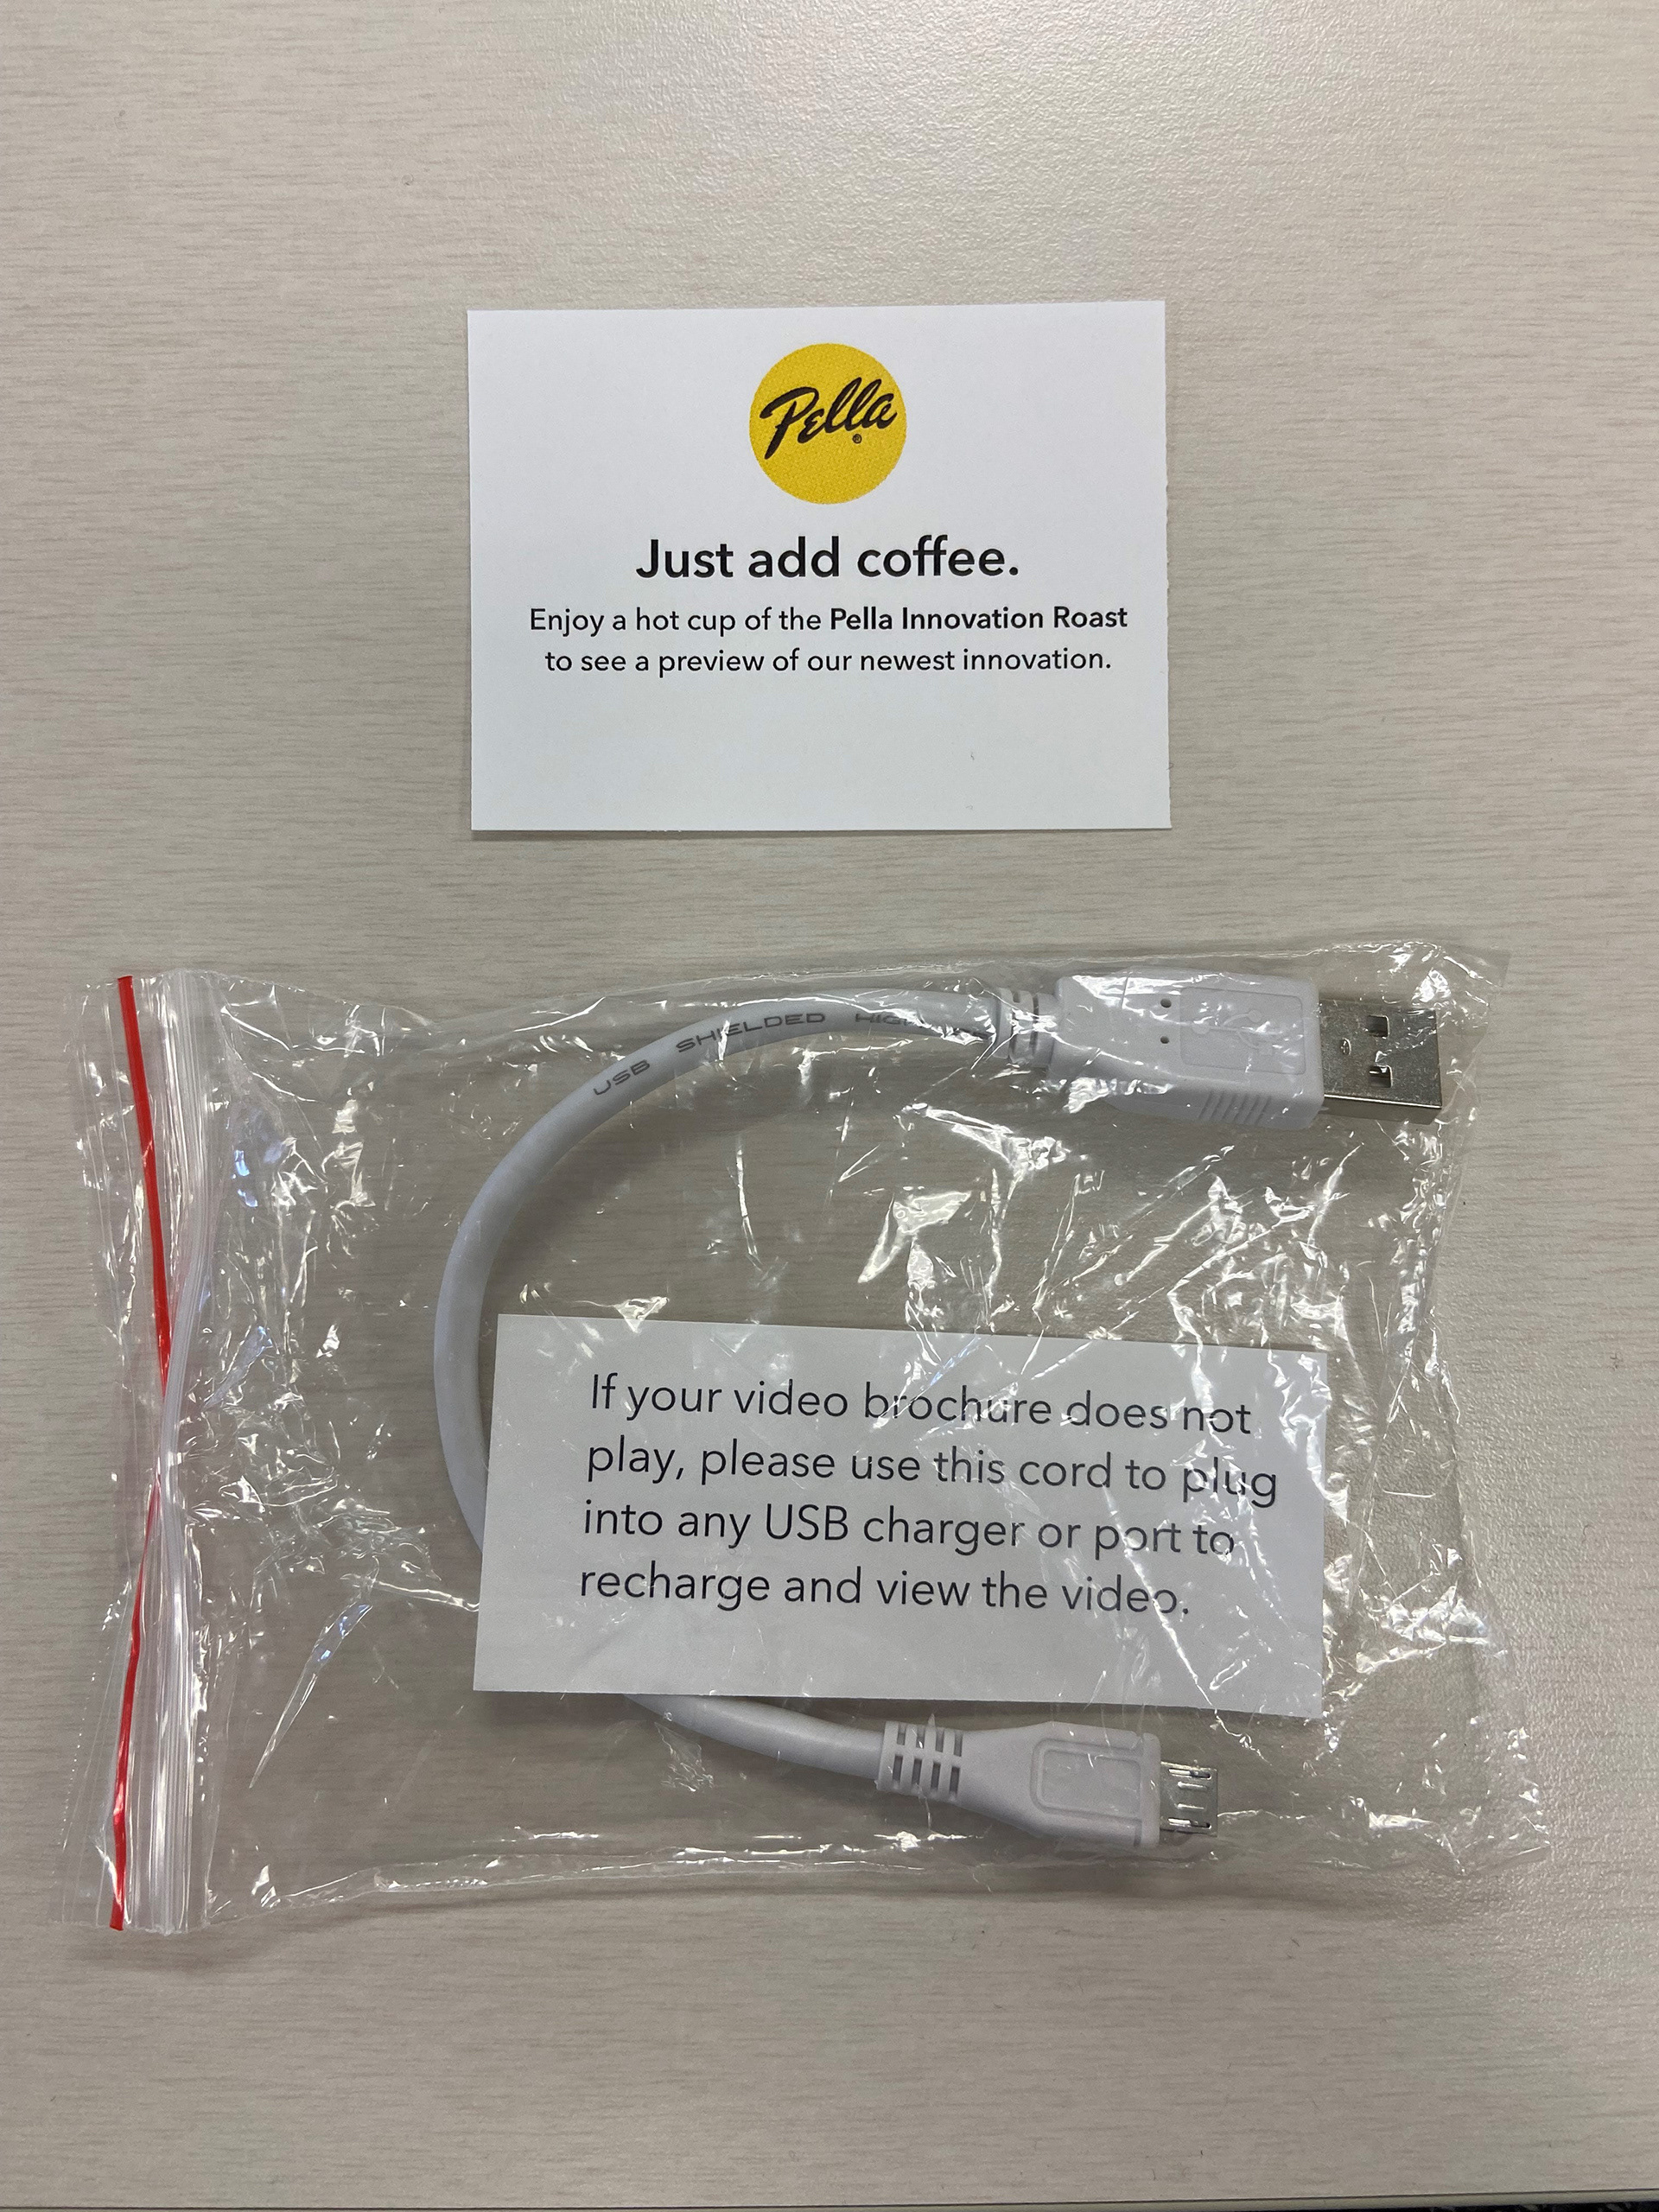 Pella®
Just add coffee.
Enjoy a hot cup of the Pella Innovation Roast
to see a preview of our newest innovation.
USB SHIELDED
If your video brochure does not
play, please use this cord to plug
into any USB charger or port to
recharge and view the video.